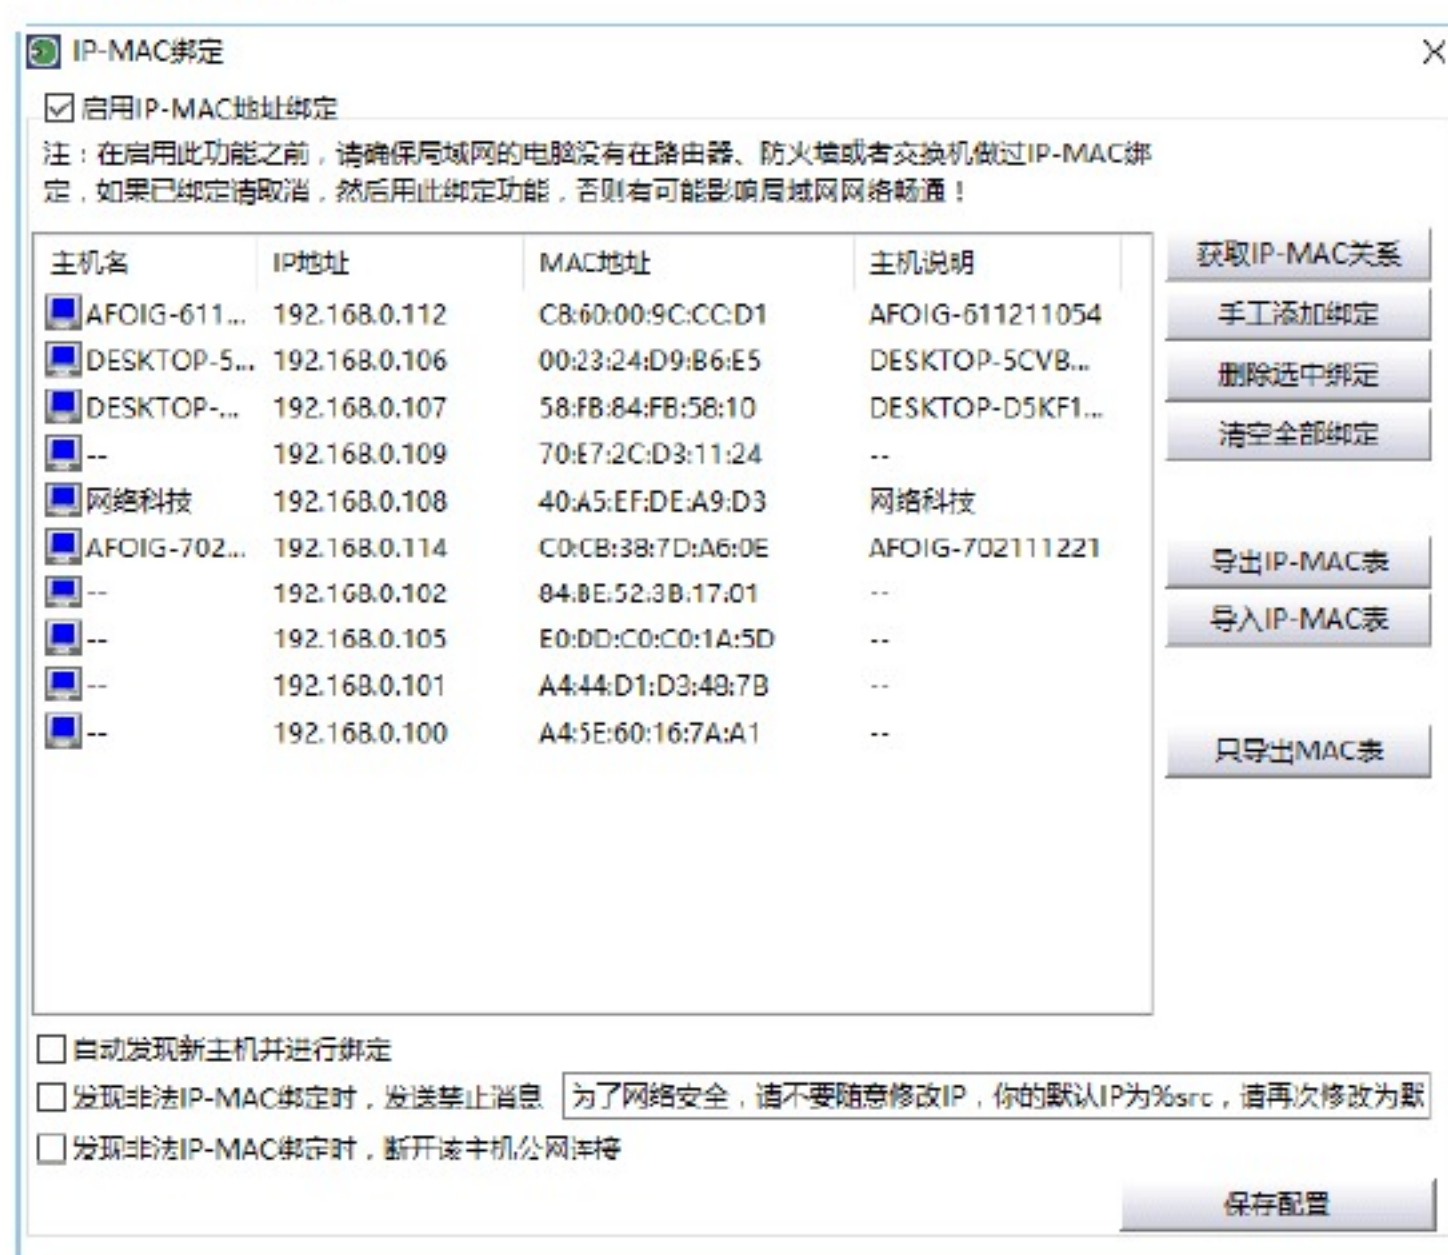 IP-MAC绑定
启用IP-MAC地址绑定
注：在启用此功能之前，请确保局域网的电脑没有在路由器、防火墙或者交换机做过IP-MAC绑
定，如果已绑定请取消，然后用此绑定功能，否则有可能影响局域网网络畅通！
主机名 IP地址 MAC地址 主机说明
AFOIG-611... 192.168.0.112 C8:60:00:9C:CC:D1 AFOIG-611211054
DESKTOP-5... 192.168.0.106 00:23:24:D9:B6:E5 DESKTOP-5CVB...
DESKTOP-... 192.168.0.107 58:FB:84:FB:58:10 DESKTOP-D5KF1...
-- 192.168.0.109 70:E7:2C:D3:11:24 --
网络科技 192.168.0.108 40:A5:EF:DE:A9:D3 网络科技
AFOIG-702... 192.168.0.114 C0:CB:38:7D:A6:0E AFOIG-702111221
-- 192.168.0.102 84:BE:52:3B:17:01 --
-- 192.168.0.105 E0:DD:C0:C0:1A:5D --
-- 192.168.0.101 A4:44:D1:D3:48:7B --
-- 192.168.0.100 A4:5E:60:16:7A:A1 --
获取IP-MAC关系
手工添加绑定
删除选中绑定
清空全部绑定
导出IP-MAC表
导入IP-MAC表
只导出MAC表
自动发现新主机并进行绑定
发现非法IP-MAC绑定时，发送禁止消息 为了网络安全，请不要随意修改IP，你的默认IP为%src，请再次修改为默
发现非法IP-MAC绑定时，断开该主机公网连接
保存配置